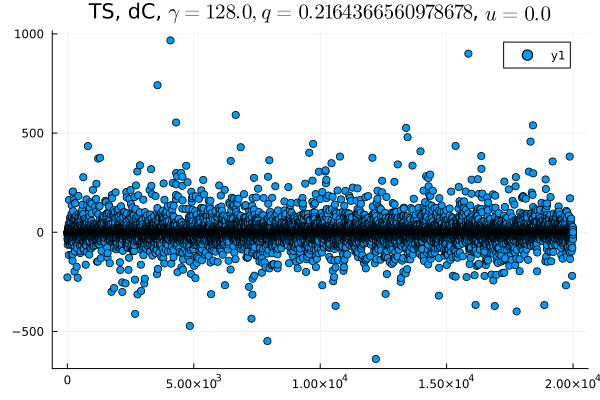 TS, dC, γ = 128.0, q = 0.2164366560978678, u = 0.0
y1
1000
500
0
−500
0 5.00×10³ 1.00×10⁴ 1.50×10⁴ 2.00×10⁴